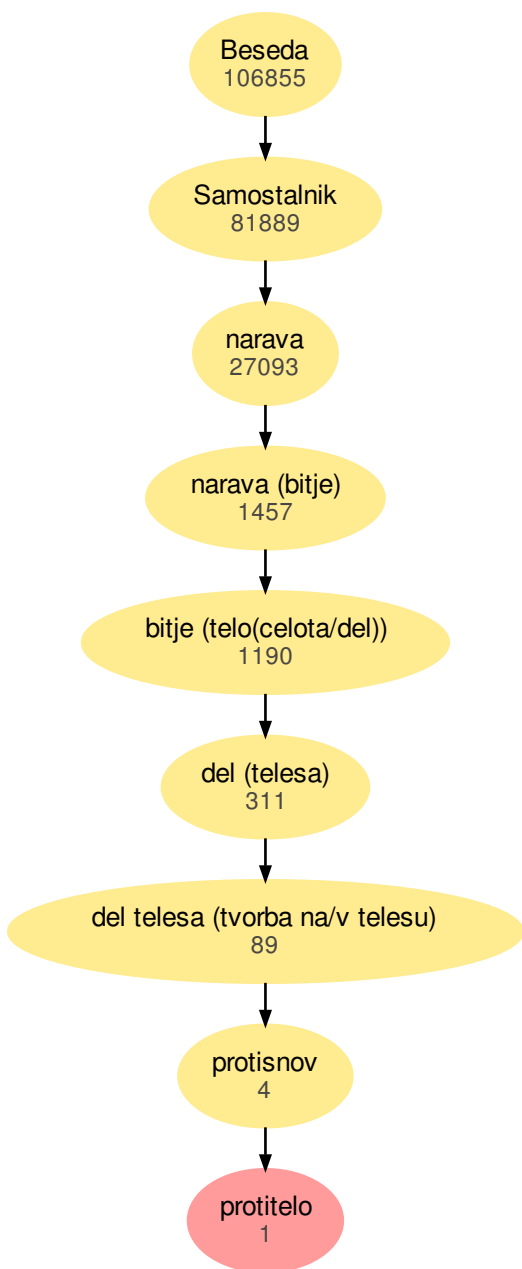 Beseda
106855
Samostalnik
81889
narava
27093
narava (bitje)
1457
bitje (telo(celota/del))
1190
del (telesa)
311
del telesa (tvorba na/v telesu)
89
protisnov
4
protitelo
1